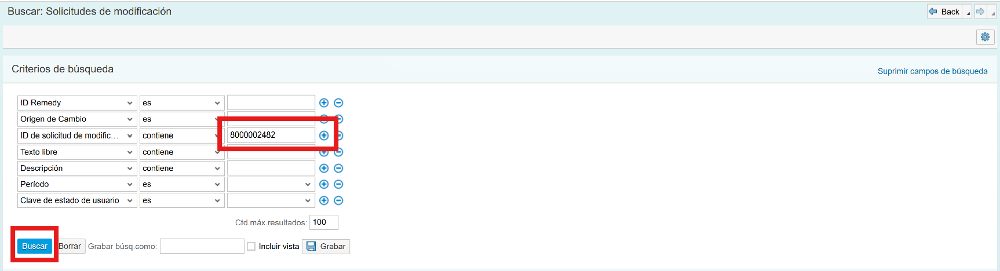 Buscar: Solicitudes de modificación
Back
Criterios de búsqueda
Suprimir campos de búsqueda
ID Remedy es
Origen de Cambio es
ID de solicitud de modific... contiene 8000002482
Texto libre contiene
Descripción contiene
Período es
Clave de estado de usuario es
Ctd.máx.resultados: 100
Buscar Borrar Grabar búsq.como: Incluir vista Grabar